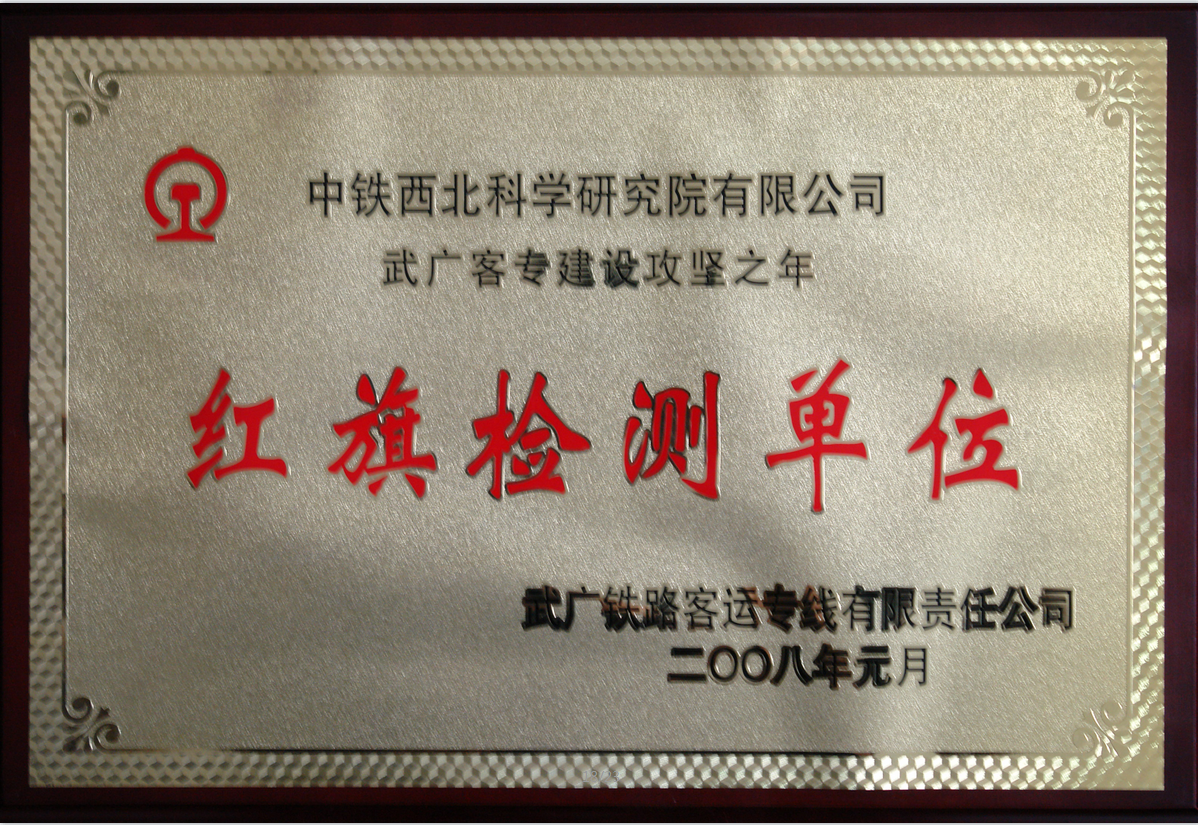 中铁西北科学研究院有限公司
武广客专建设攻坚之年
红旗检测单位
武广铁路客运专线有限责任公司
二〇〇八年元月